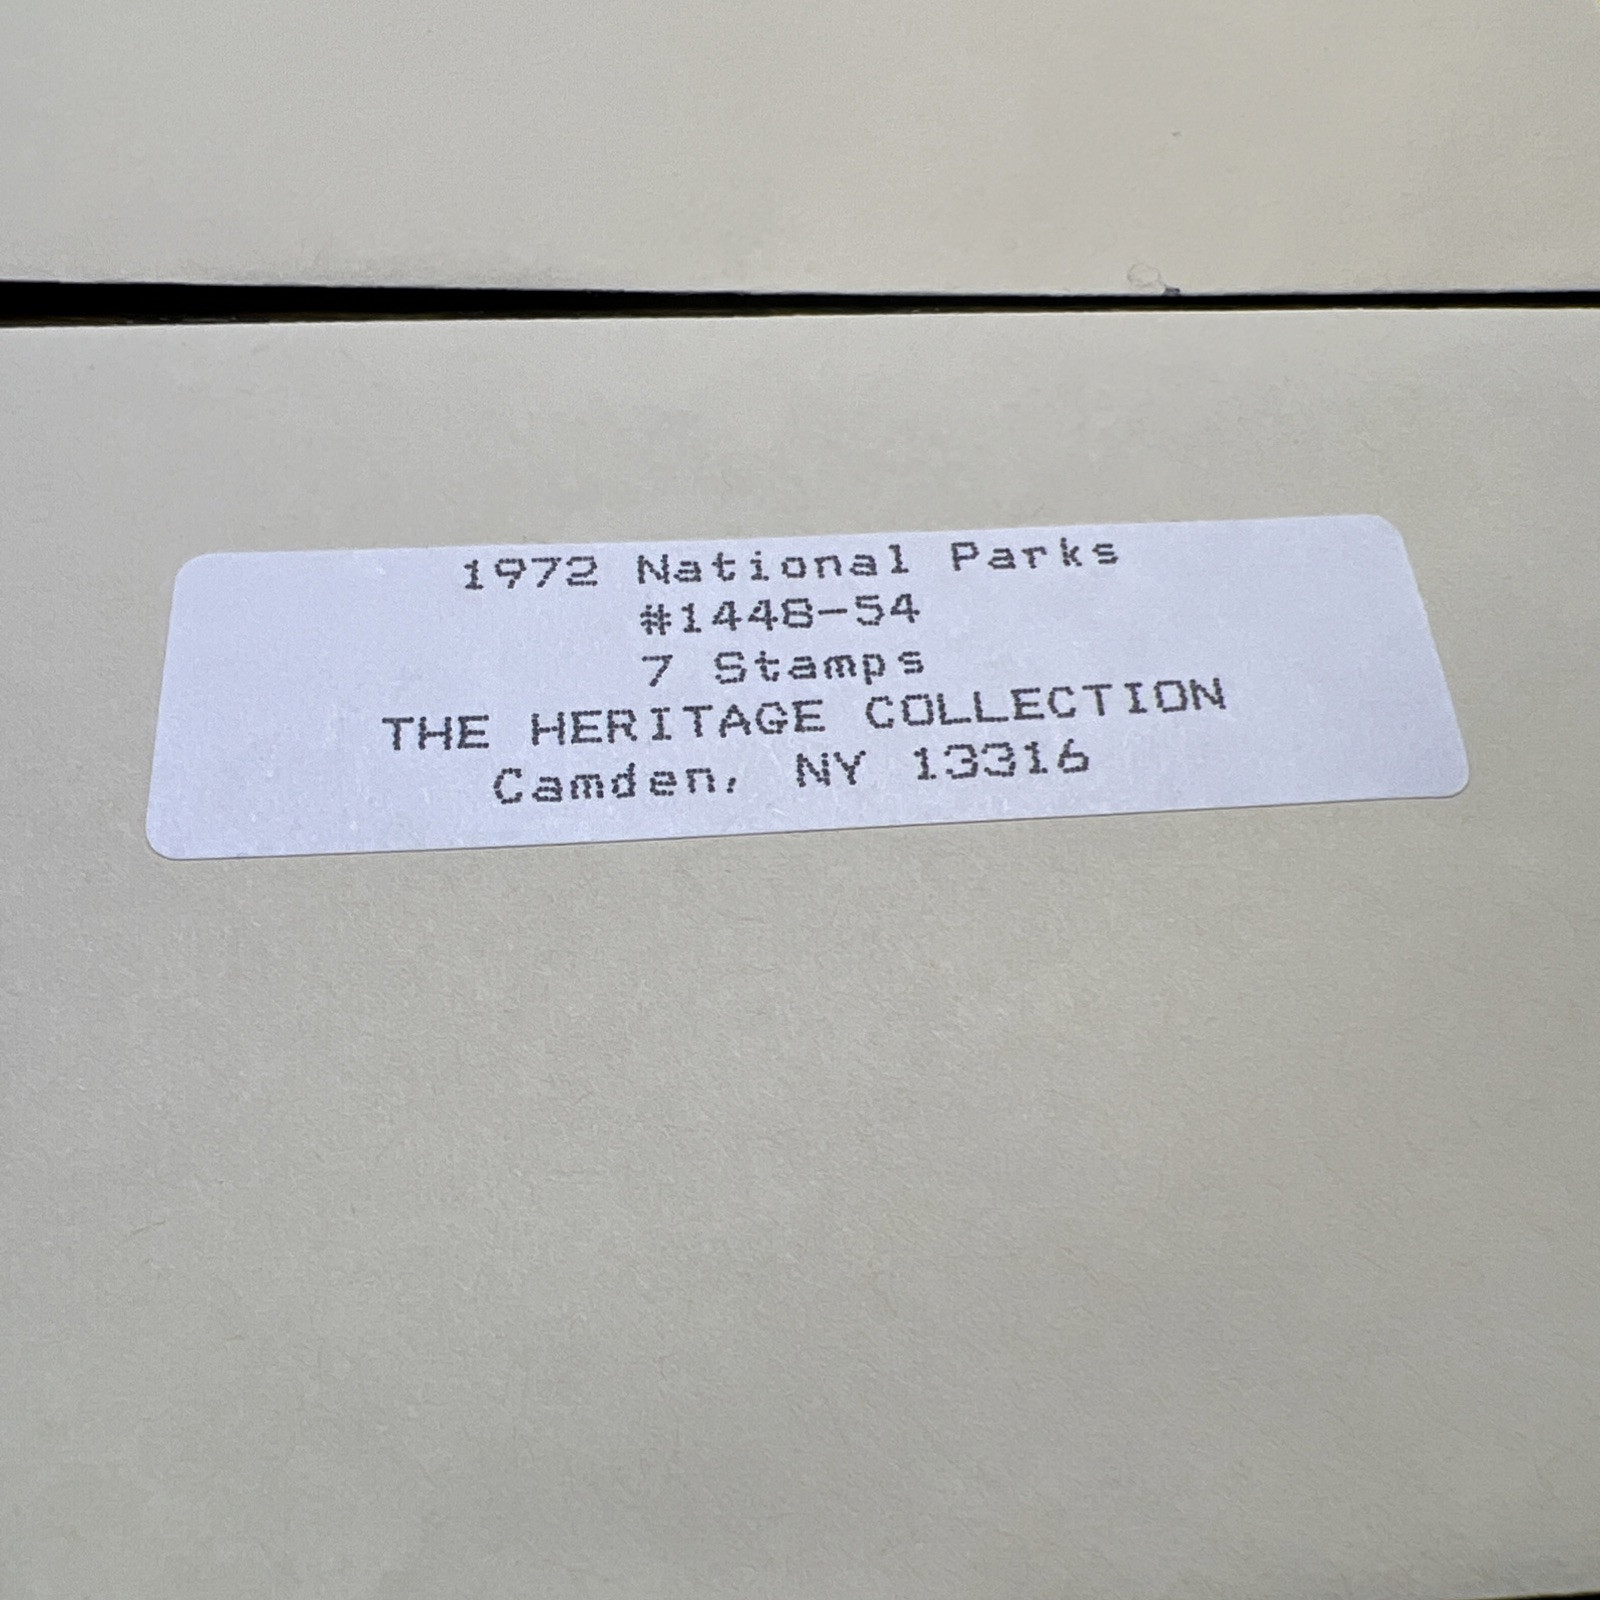 1972 National Parks
#1448-54
7 Stamps
THE HERITAGE COLLECTION
Camden, NY 13316